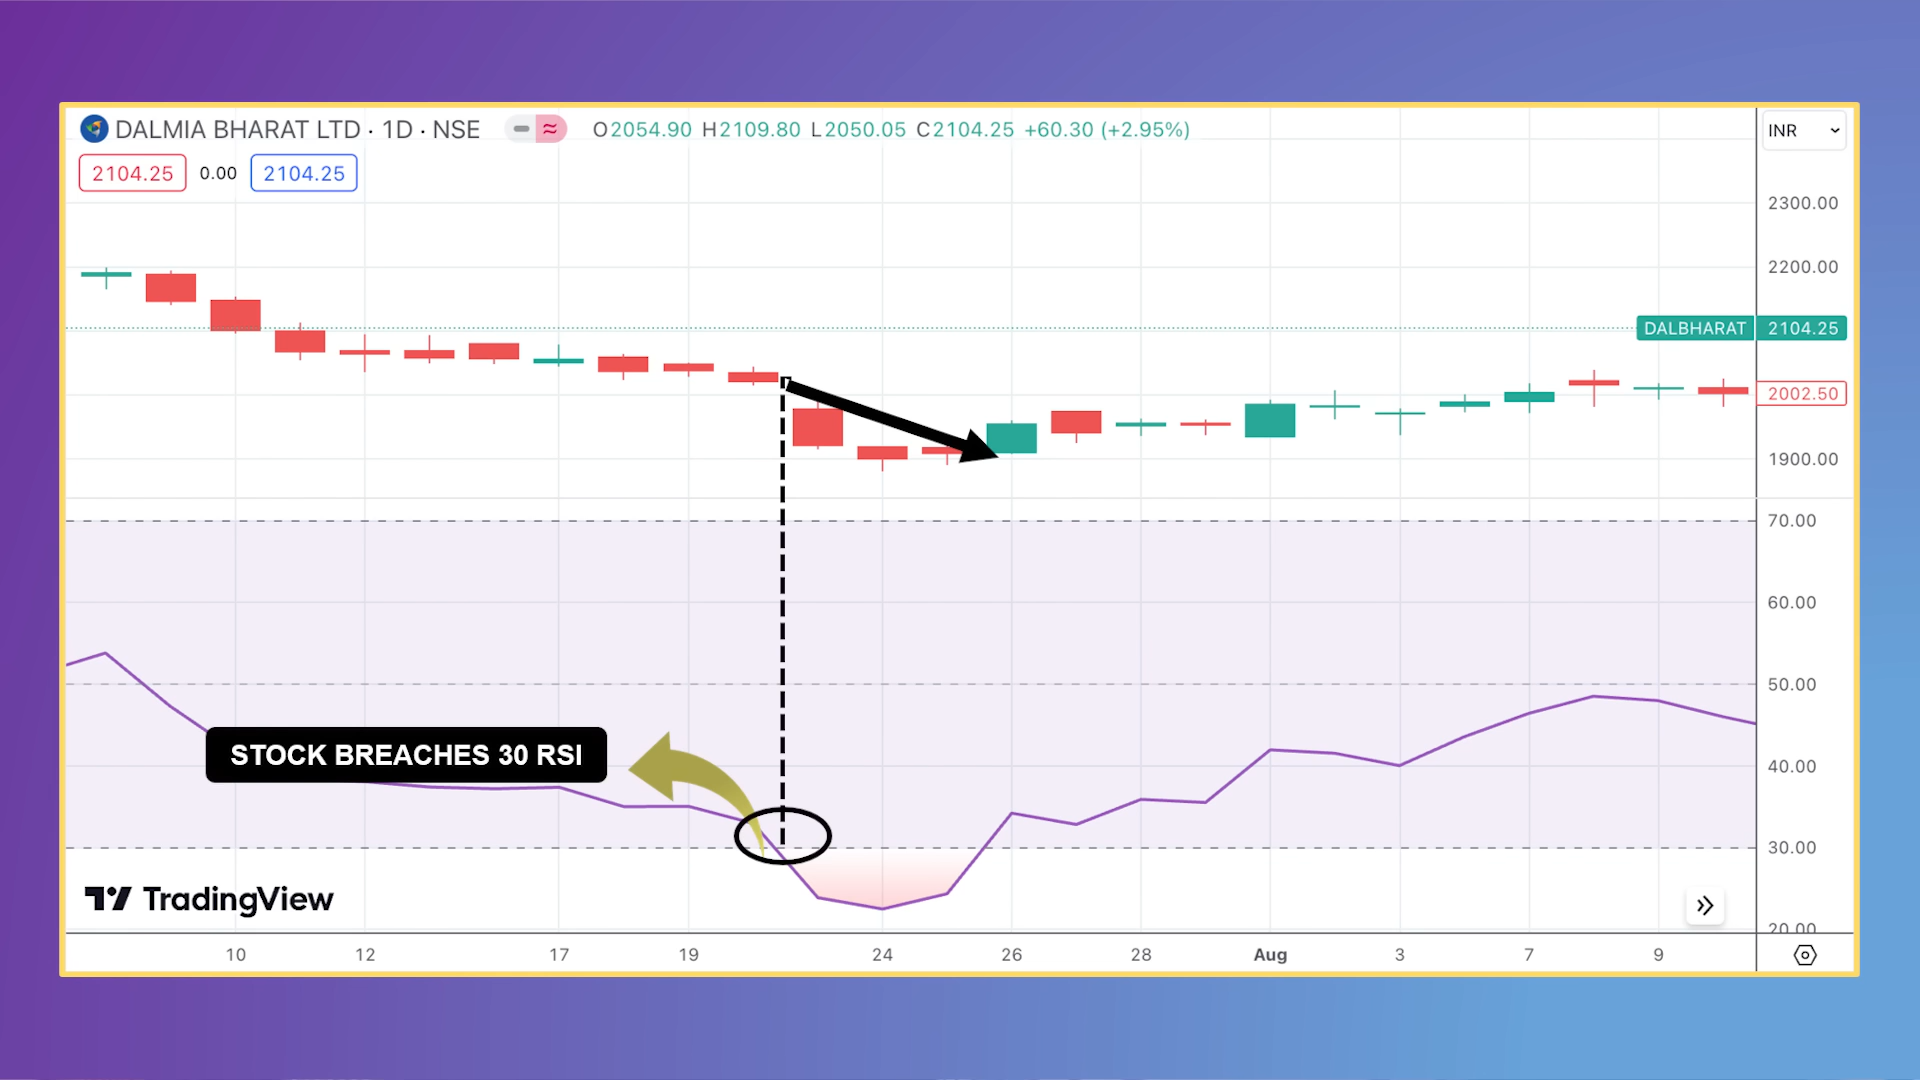 DALMIA BHARAT LTD · 1D · NSE O2054.90 H2109.80 L2050.05 C2104.25 +60.30 (+2.95%) INR
2104.25 0.00 2104.25
2300.00
2200.00
DALBHARAT 2104.25
2002.50
1900.00
70.00
60.00
50.00
STOCK BREACHES 30 RSI
40.00
30.00
TradingView
20.00
10 12 17 19 24 26 28 Aug 3 7 9